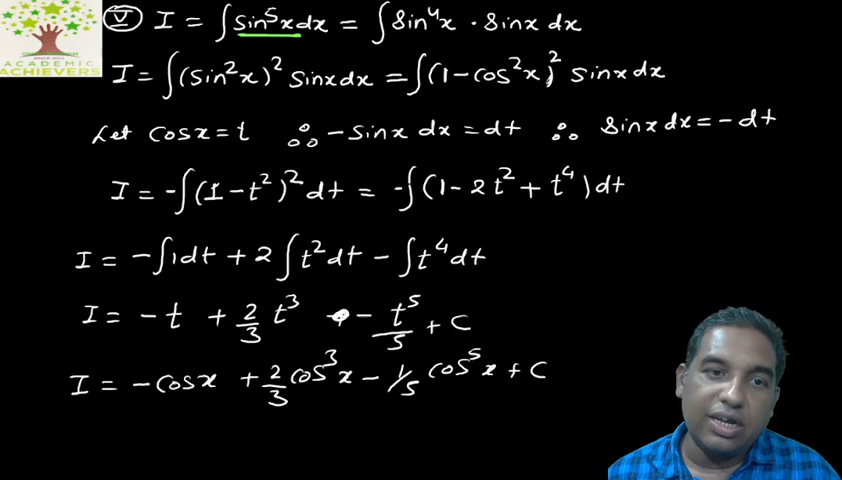 ACADEMIC
ACHIEVERS
(V) I = ∫sin⁵x dx = ∫sin⁴x · sinx dx
I = ∫(sin²x)² sinx dx = ∫(1-cos²x)² sinx dx
Let cosx = t ∴ -sinx dx = dt ∴ sinx dx = -dt
I = -∫(1-t²)² dt = -∫(1-2t²+t⁴)dt
I = -∫1dt + 2∫t²dt - ∫t⁴dt
I = -t + 2/3 t³ - t⁵/5 + C
I = -cosx + 2/3 cos³x - 1/5 cos⁵x + C